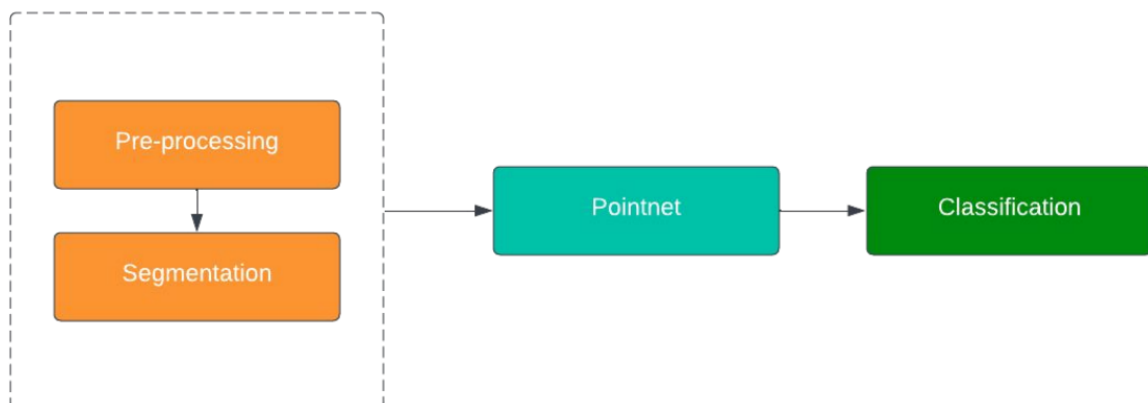 Pre-processing
Segmentation
Pointnet
Classification